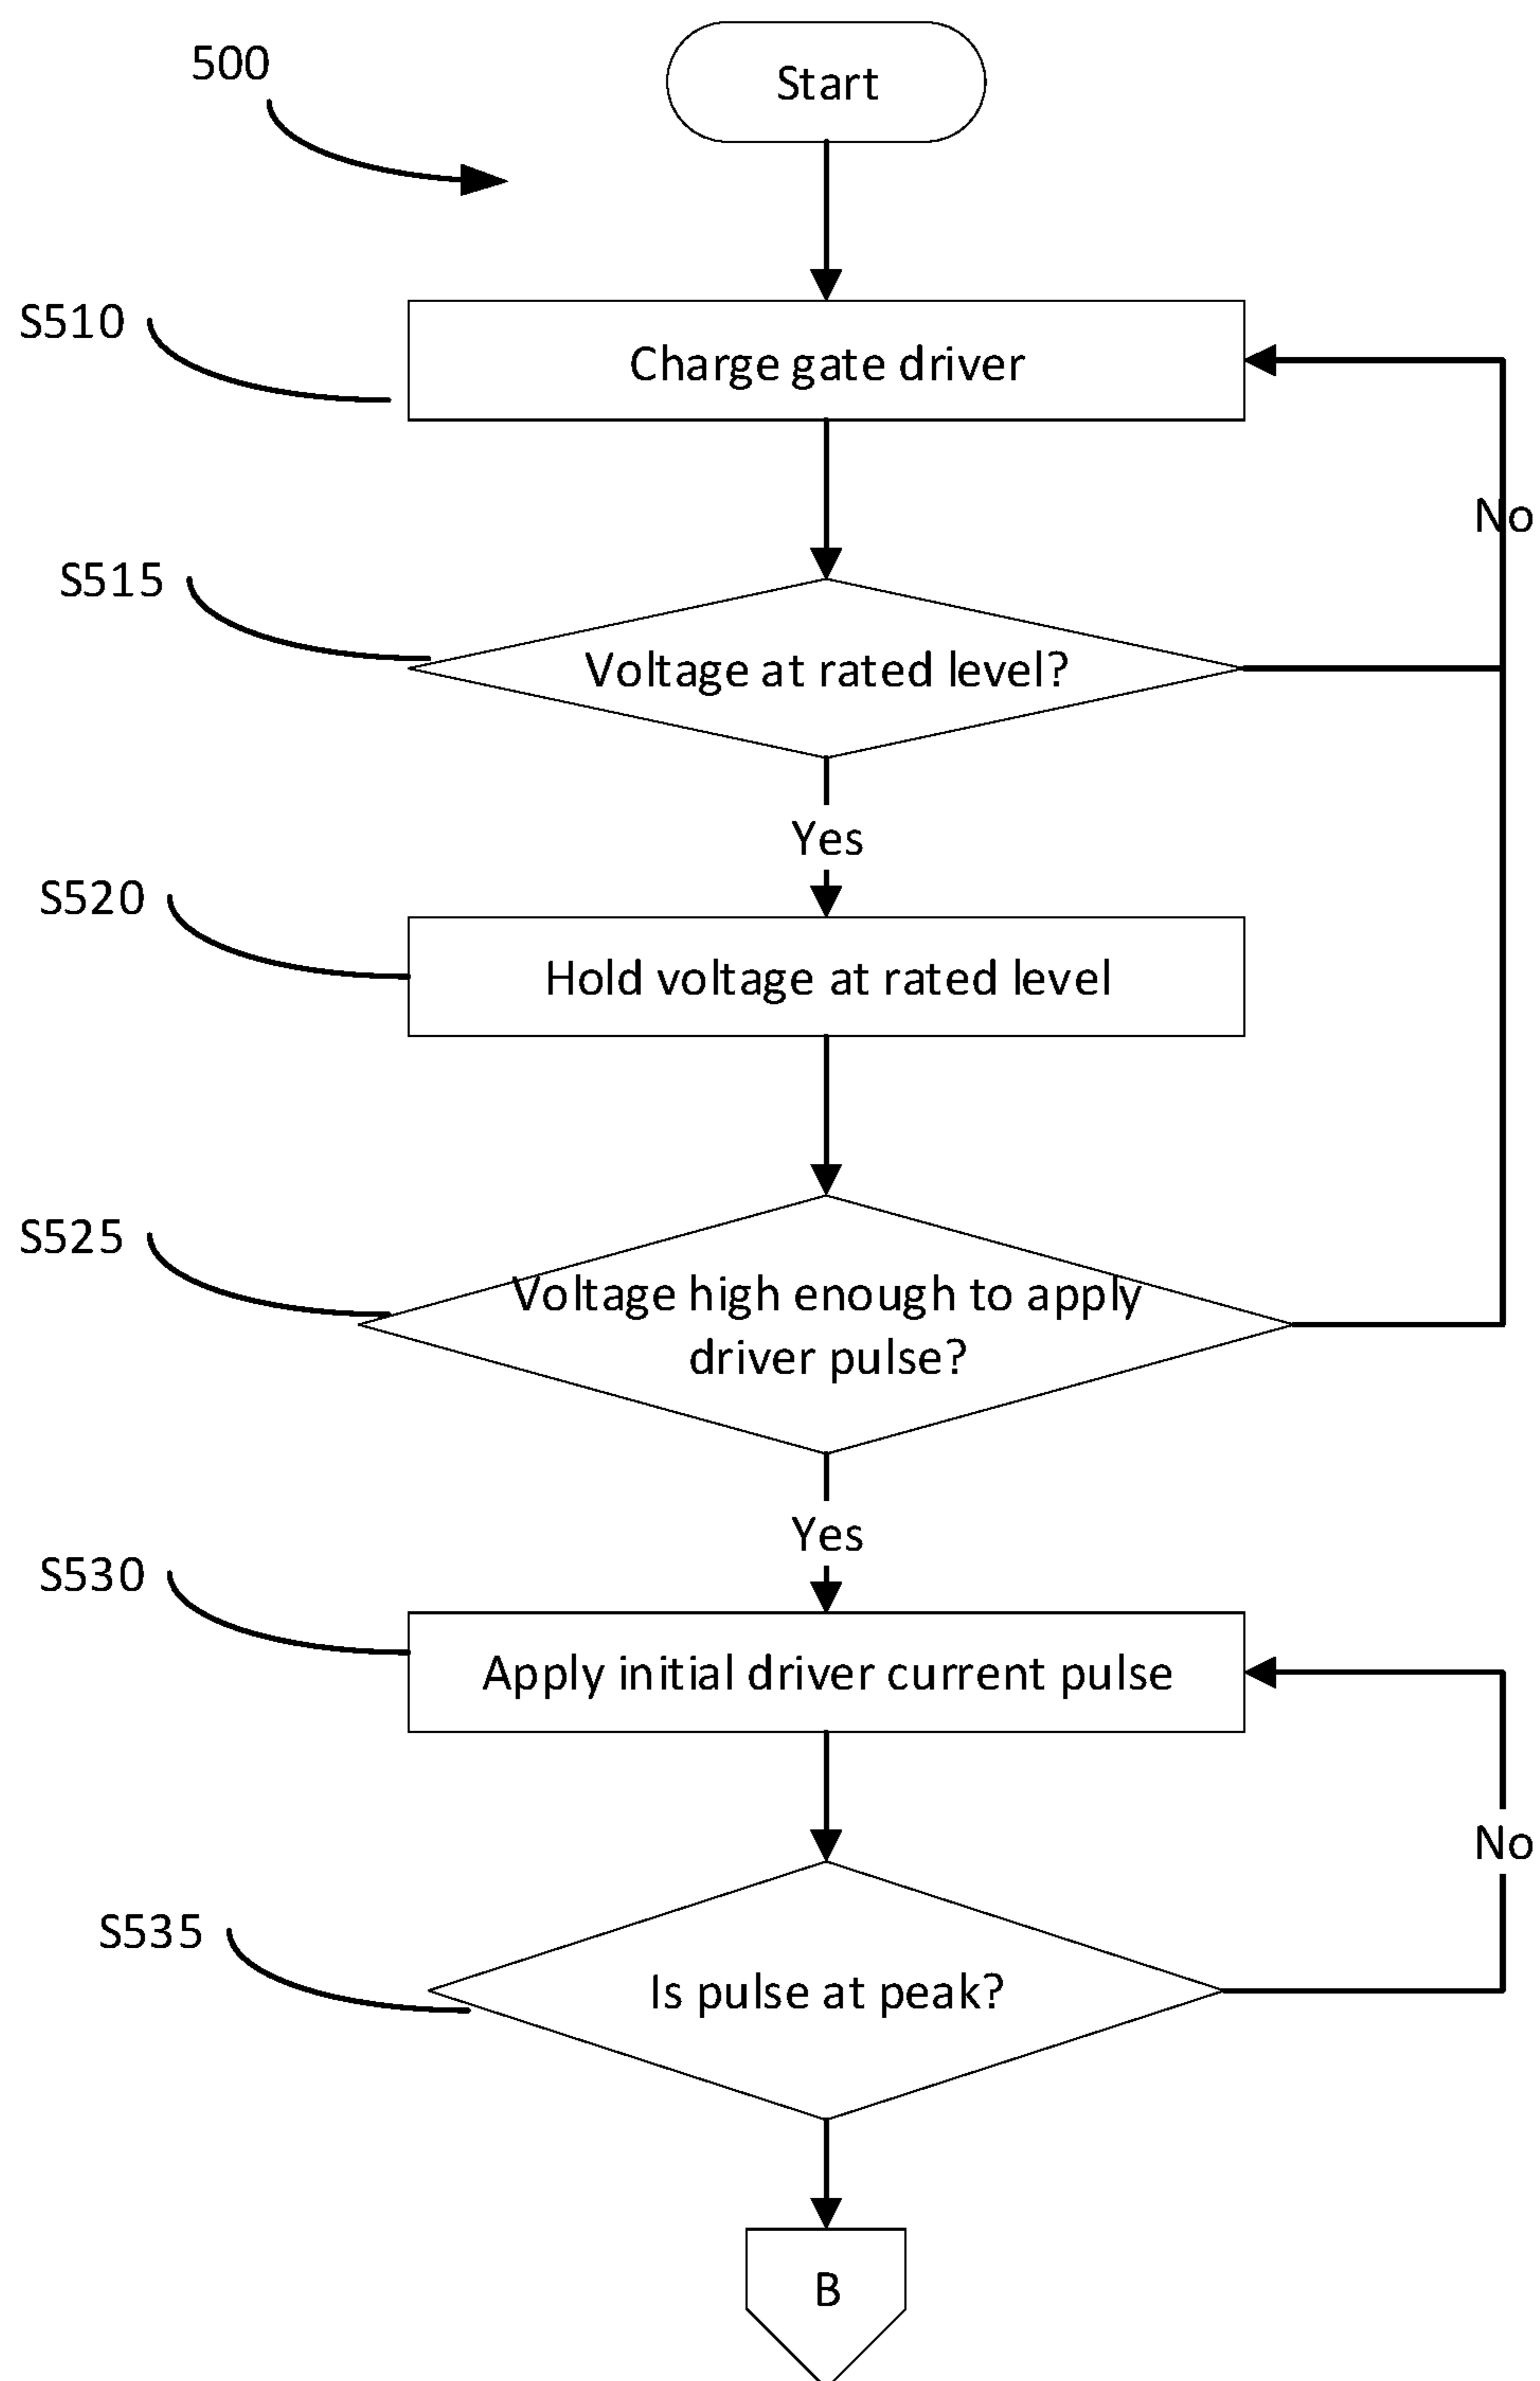 500
Start
S510
Charge gate driver
No
S515
Voltage at rated level?
Yes
S520
Hold voltage at rated level
S525
Voltage high enough to apply
driver pulse?
Yes
S530
Apply initial driver current pulse
No
S535
Is pulse at peak?
B